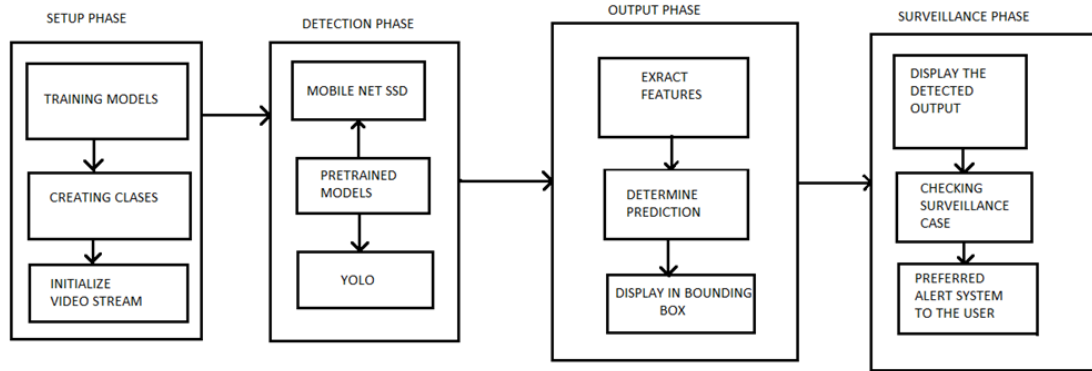 SETUP PHASE
TRAINING MODELS
CREATING CLASES
INITIALIZE
VIDEO STREAM
DETECTION PHASE
MOBILE NET SSD
PRETRAINED
MODELS
YOLO
OUTPUT PHASE
EXRACT
FEATURES
DETERMINE
PREDICTION
DISPLAY IN BOUNDING
BOX
SURVEILLANCE PHASE
DISPLAY THE
DETECTED
OUTPUT
CHECKING
SURVEILLANCE
CASE
PREFERRED
ALERT SYSTEM
TO THE USER